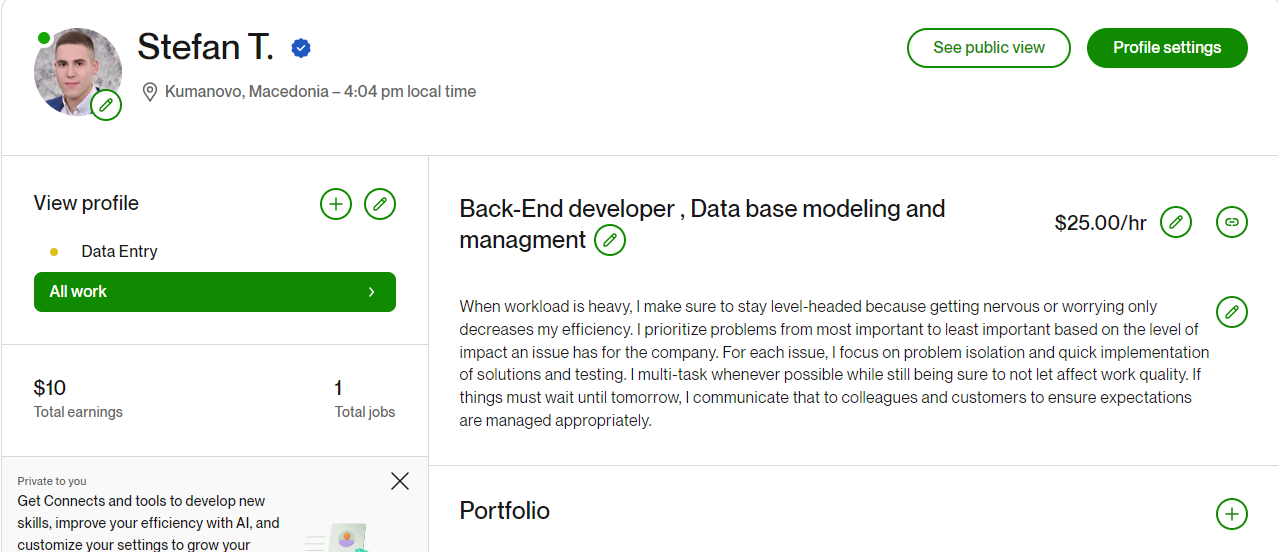 Stefan T.
See public view
Profile settings
Kumanovo, Macedonia – 4:04 pm local time
View profile
Data Entry
All work
$10
Total earnings
1
Total jobs
Private to you
Get Connects and tools to develop new
skills, improve your efficiency with AI, and
customize your settings to grow your
Back-End developer , Data base modeling and
managment
$25.00/hr
When workload is heavy, I make sure to stay level-headed because getting nervous or worrying only
decreases my efficiency. I prioritize problems from most important to least important based on the level of
impact an issue has for the company. For each issue, I focus on problem isolation and quick implementation
of solutions and testing. I multi-task whenever possible while still being sure to not let affect work quality. If
things must wait until tomorrow, I communicate that to colleagues and customers to ensure expectations
are managed appropriately.
Portfolio